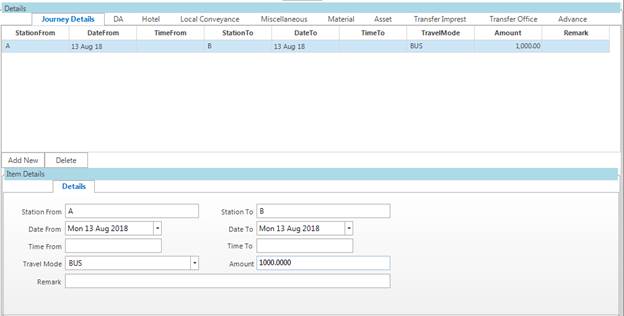 Details
Journey Details DA Hotel Local Conveyance Miscellaneous Material Asset Transfer Imprest Transfer Office Advance
StationFrom DateFrom TimeFrom StationTo DateTo TimeTo TravelMode Amount Remark
A 13 Aug 18 B 13 Aug 18 BUS 1,000.00
Add New Delete
Item Details
Details
Station From A Station To B
Date From Mon 13 Aug 2018 Date To Mon 13 Aug 2018
Time From Time To
Travel Mode BUS Amount 1000.0000
Remark